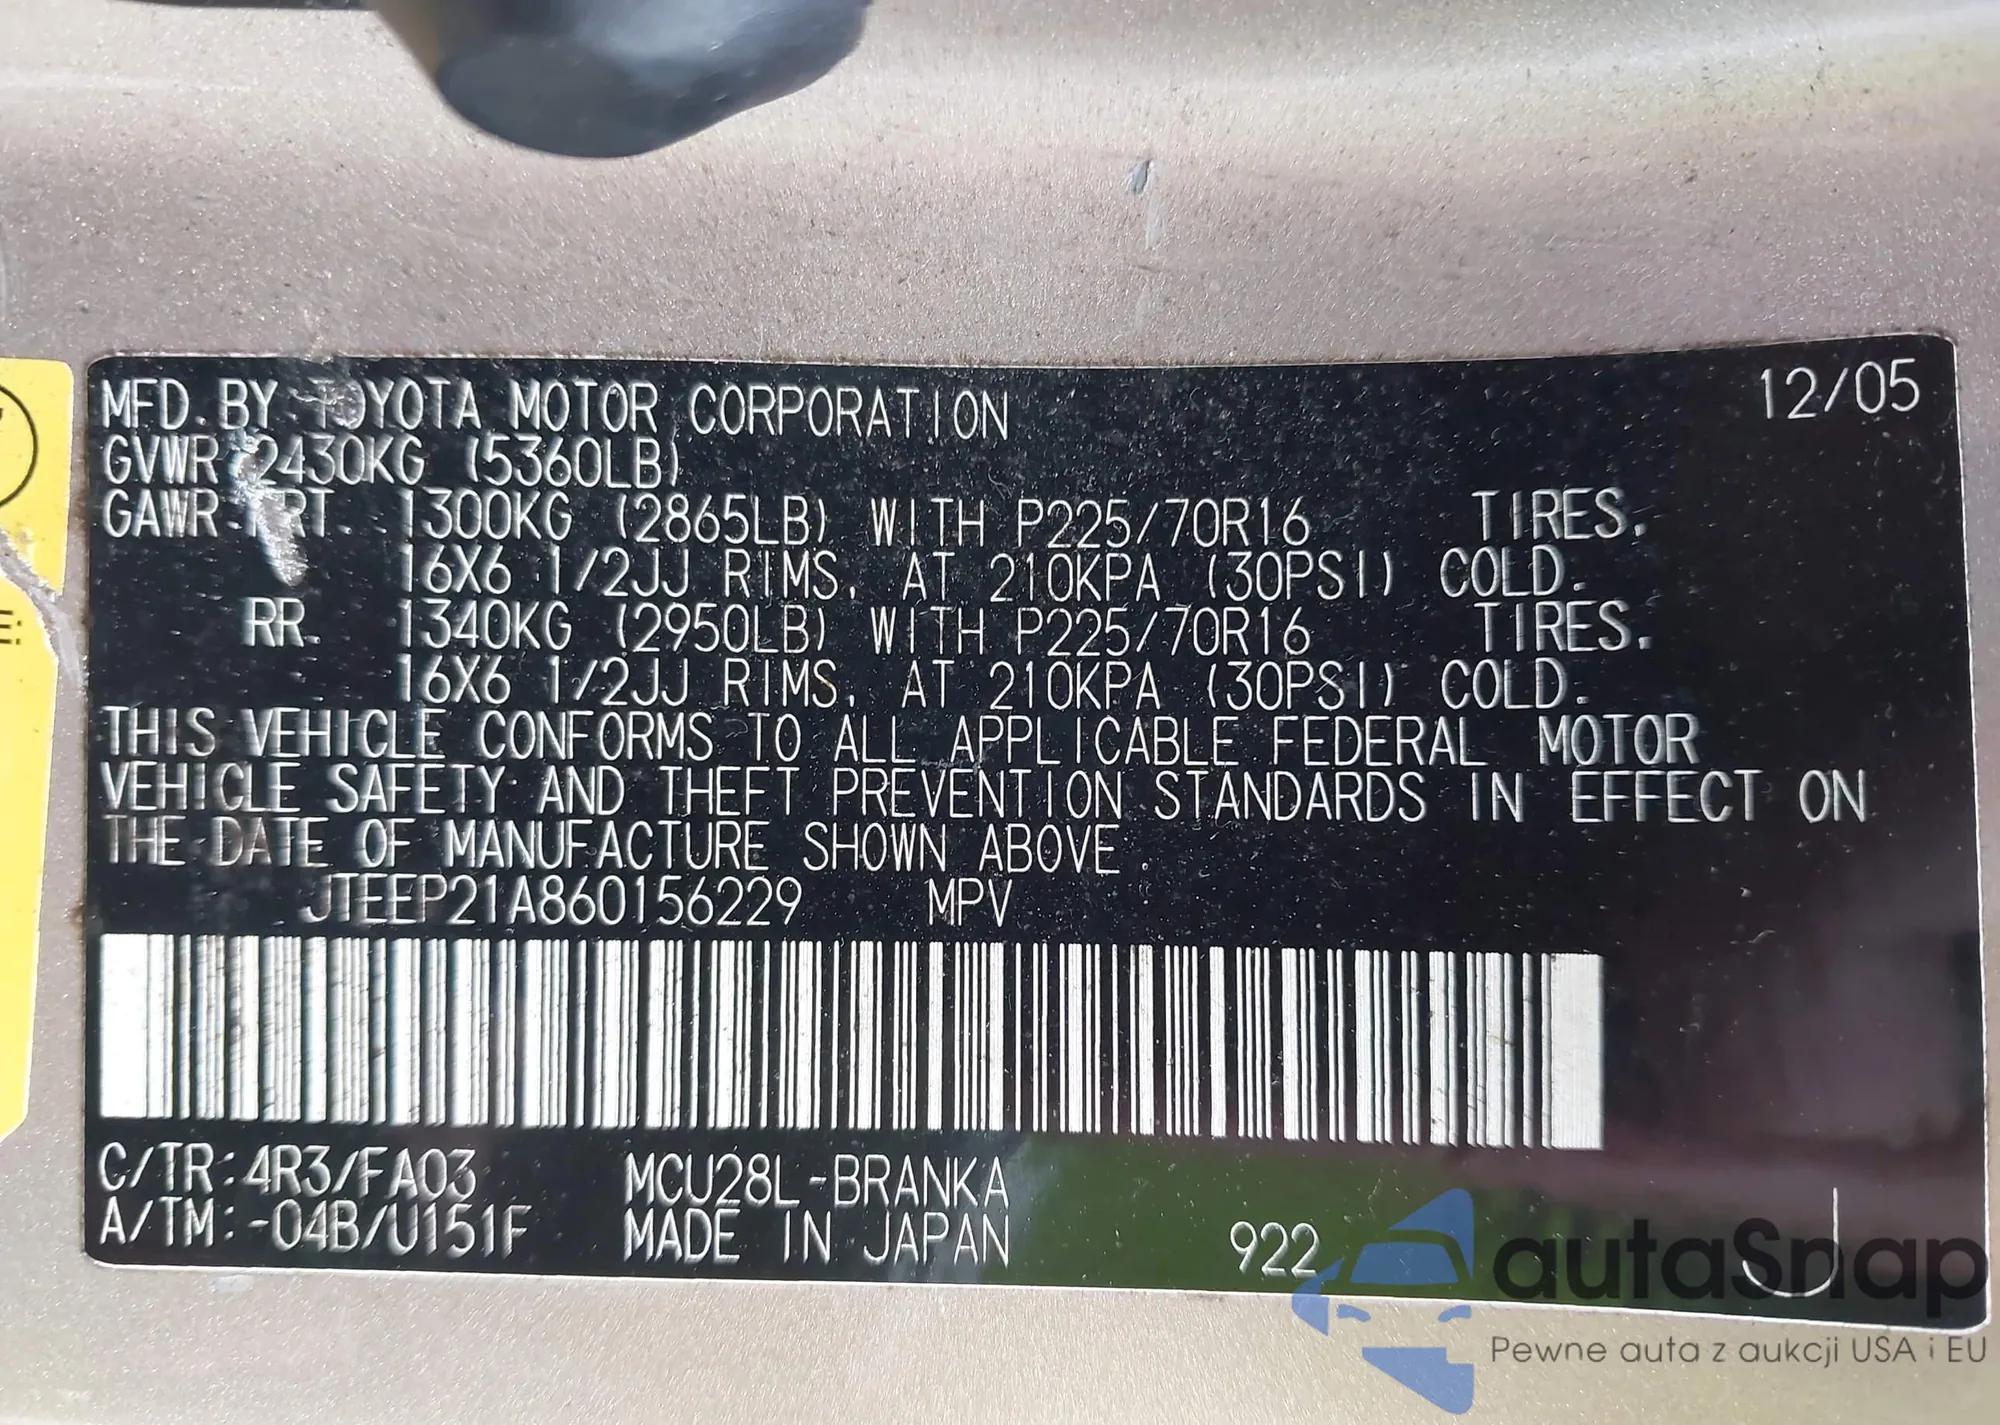 MFD. BY TOYOTA MOTOR CORPORATION 12/05
GVWR 2430KG (5360LB)
GAWR FRT. 1300KG (2865LB) WITH P225/70R16 TIRES,
16X6 1/2JJ RIMS, AT 210KPA (30PSI) COLD.
RR. 1340KG (2950LB) WITH P225/70R16 TIRES,
16X6 1/2JJ RIMS, AT 210KPA (30PSI) COLD.
THIS VEHICLE CONFORMS TO ALL APPLICABLE FEDERAL MOTOR
VEHICLE SAFETY AND THEFT PREVENTION STANDARDS IN EFFECT ON
THE DATE OF MANUFACTURE SHOWN ABOVE.
JTEEP21A860156229 MPV
C/TR:4R3/FA03 MCU28L-BRANKA
A/TM:-04B/U151F MADE IN JAPAN 922 J
E:
autaSnap
Pewne auta z aukcji USA i EU